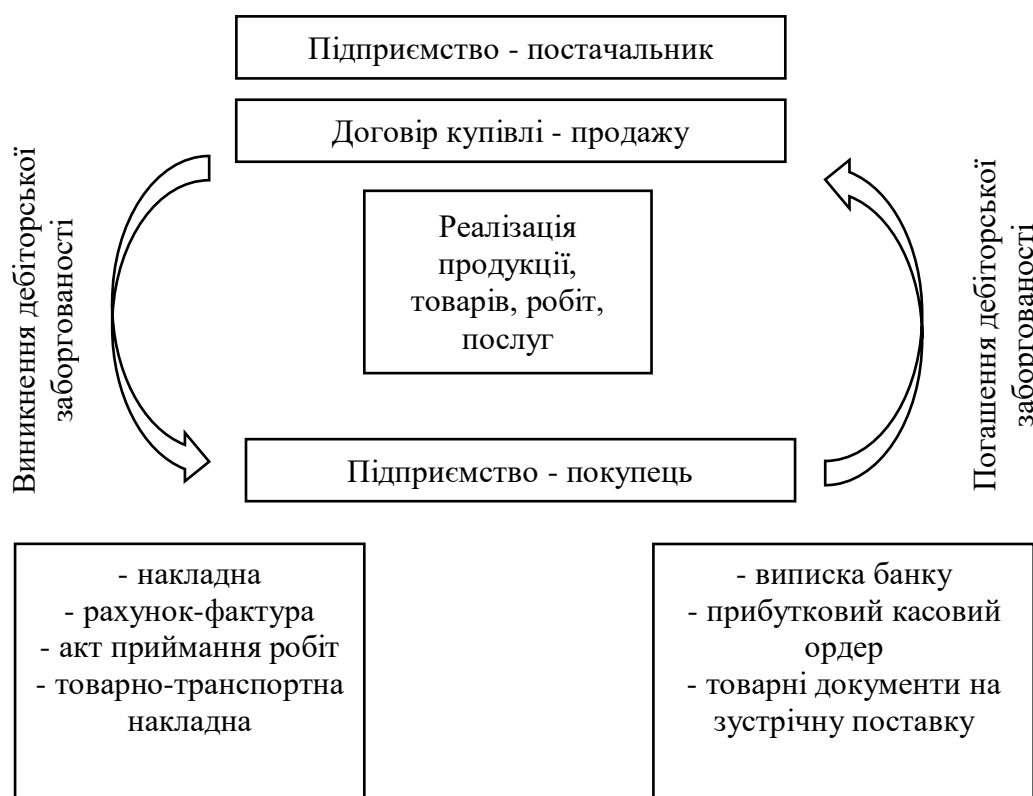 Підприємство - постачальник
Договір купівлі - продажу
Виникнення дебіторської
заборгованості
Реалізація
продукції,
товарів, робіт,
послуг
Погашення дебіторської
заборгованості
Підприємство - покупець
- накладна
- рахунок-фактура
- акт приймання робіт
- товарно-транспортна
накладна
- виписка банку
- прибутковий касовий
ордер
- товарні документи на
зустрічну поставку